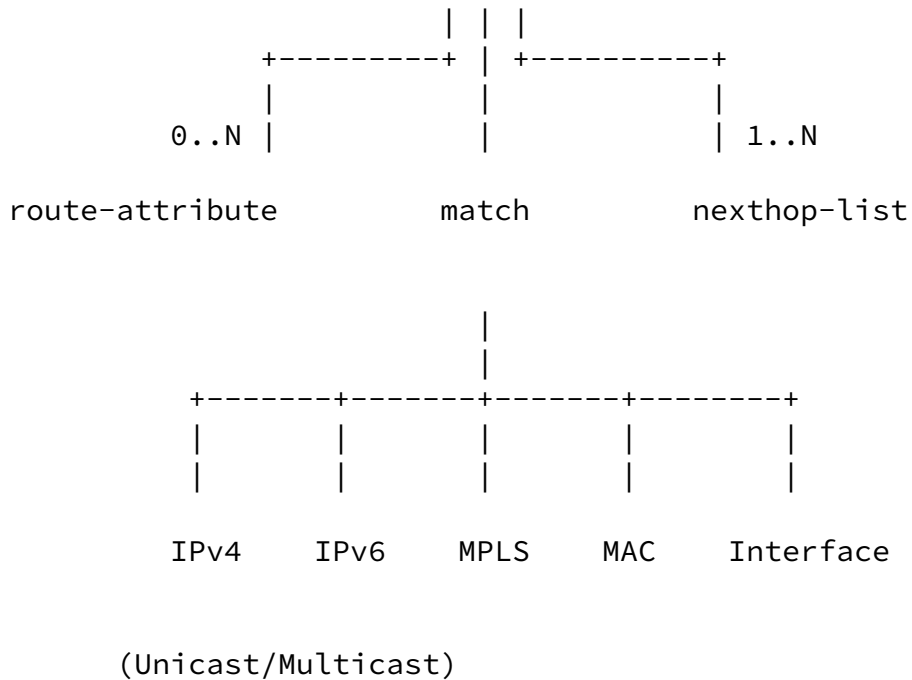 0..N 1..N
route-attribute match nexthop-list
IPv4 IPv6 MPLS MAC Interface
(Unicast/Multicast)